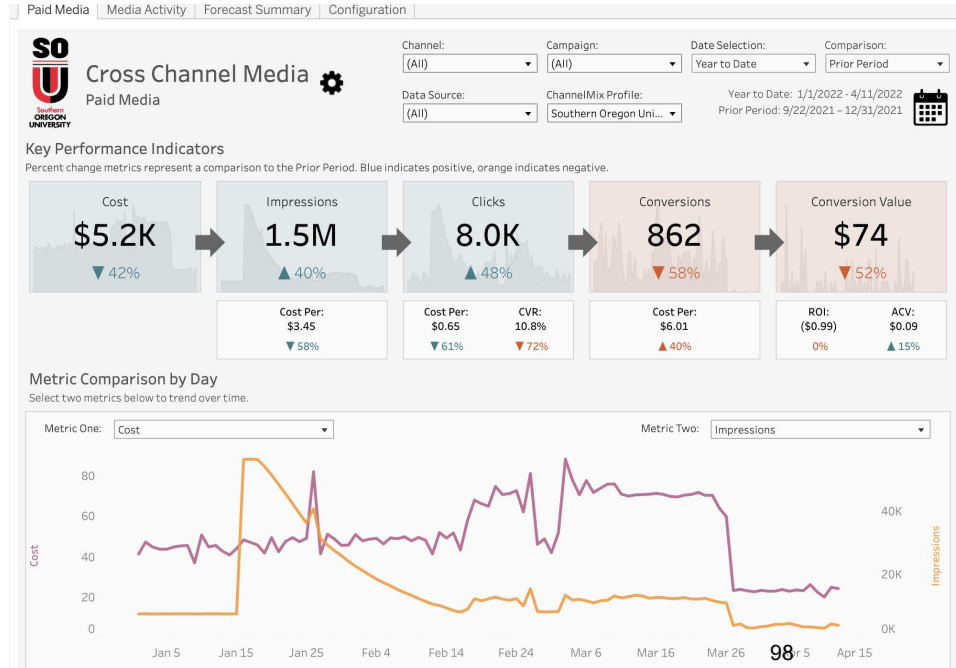 Paid Media Media Activity Forecast Summary Configuration
SO
U
Southern
OREGON
UNIVERSITY
Cross Channel Media
Paid Media
Channel: Campaign: Date Selection: Comparison:
(All) (All) Year to Date Prior Period
Data Source: ChannelMix Profile:
(All) Southern Oregon Uni...
Year to Date: 1/1/2022 - 4/11/2022
Prior Period: 9/22/2021 – 12/31/2021
Key Performance Indicators
Percent change metrics represent a comparison to the Prior Period. Blue indicates positive, orange indicates negative.
Cost Impressions Clicks Conversions Conversion Value
$5.2K 1.5M 8.0K 862 $74
▼ 42% ▲ 40% ▲ 48% ▼ 58% ▼ 52%
Cost Per: Cost Per: CVR: Cost Per: ROI: ACV:
$3.45 $0.65 10.8% $6.01 ($0.99) $0.09
▼ 58% ▼ 61% ▼ 72% ▲ 40% 0% ▲ 15%
Metric Comparison by Day
Select two metrics below to trend over time.
Metric One: Cost Metric Two: Impressions
Cost
80
60
40
20
0
40K
20K
0K
Impressions
Jan 5 Jan 15 Jan 25 Feb 4 Feb 14 Feb 24 Mar 6 Mar 16 Mar 26 98 r 5 Apr 15